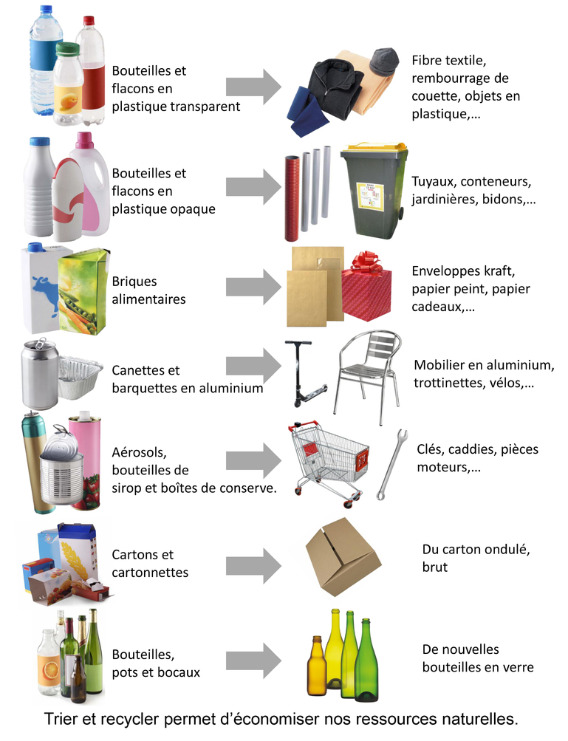 Bouteilles et
flacons en
plastique transparent
Fibre textile,
rembourrage de
couette, objets en
plastique,...
Bouteilles et
flacons en
plastique opaque
Tuyaux, conteneurs,
jardinières, bidons,...
Briques
alimentaires
Enveloppes kraft,
papier peint, papier
cadeaux,...
Canettes et
barquettes en aluminium
Mobilier en aluminium,
trottinettes, vélos,...
Aérosols,
bouteilles de
sirop et boîtes de conserve.
Clés, caddies, pièces
moteurs,...
Cartons et
cartonnettes
Du carton ondulé,
brut
Bouteilles,
pots et bocaux
De nouvelles
bouteilles en verre
Trier et recycler permet d'économiser nos ressources naturelles.